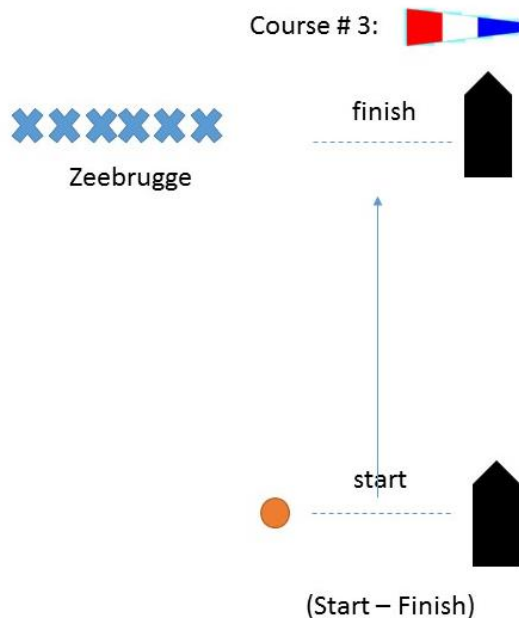 Course # 3:
finish
Zeebrugge
start
(Start – Finish)